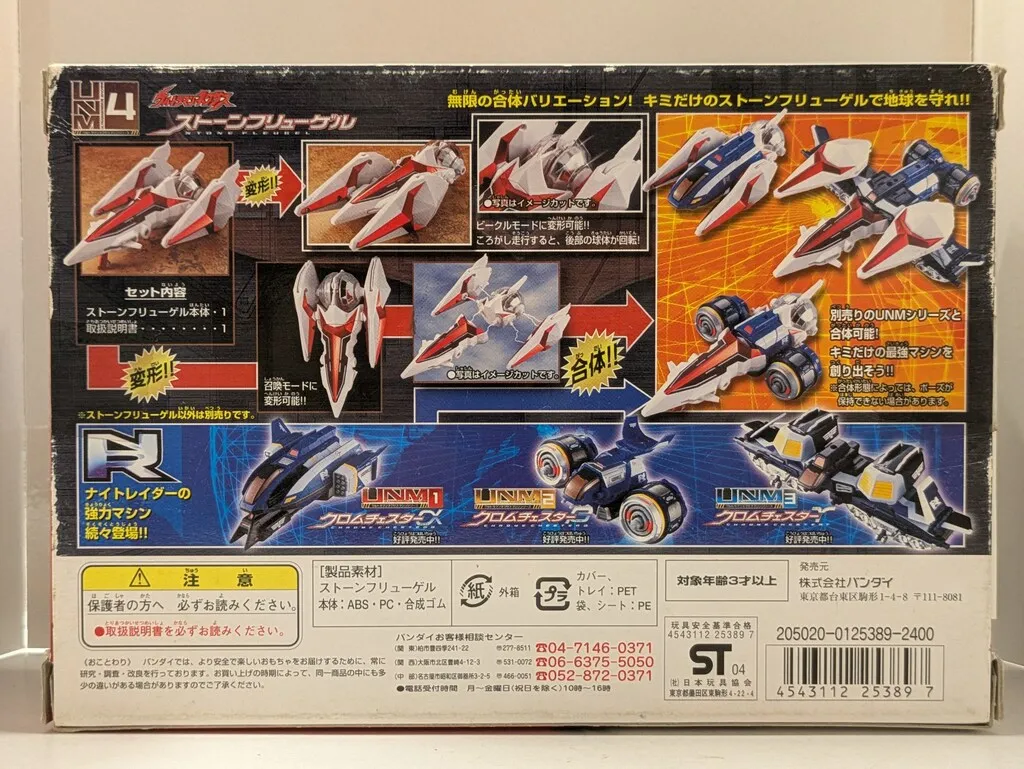 UNM 4
ウルトラマンネクサス
ストーンフリューゲル
STONE FLUGEL
無限の合体バリエーション! キミだけのストーンフリューゲルで地球を守れ!!
変形!!
●写真はイメージカットです。
ビークルモードに変形可能!!
ころがし走行すると、後部の球体が回転!
セット内容
ストーンフリューゲル本体・1
取扱説明書・・・・・・・・1
変形!!
召喚モードに
変形可能!!
●写真はイメージカットです。
合体!!
別売りのUNMシリーズと
合体可能!
キミだけの最強マシンを
創り出そう!!
※合体形態によっては、ポーズが
保持できない場合があります。
※ストーンフリューゲル以外は別売りです。
ナイトレイダーの
強力マシン
続々登場!!
UNM 1
クロムチェスターα
好評発売中!!
UNM 2
クロムチェスターβ
好評発売中!!
UNM 3
クロムチェスターγ
好評発売中!!
注意
保護者の方へ 必ずお読みください。
●取扱説明書を必ずお読みください。
《おことわり》 バンダイでは、より安全で楽しいおもちゃをお届けするために、常に
研究・調査・改良を行っております。お買い上げの時期によって、同一商品の中にも多
少の違いがある場合がありますのでご了承ください。
[製品素材]
ストーンフリューゲル
本体:ABS・PC・合成ゴム
紙 外箱
プラ
カバー、
トレイ:PET
袋、シート:PE
対象年齢3才以上
発売元
株式会社バンダイ
東京都台東区駒形1-4-8 〒111-8081
バンダイお客様相談センター
(関 東)柏市豊四季241-22 〒277-8511 ☎04-7146-0371
(関 西)大阪市北区豊崎4-12-3 〒531-0072 ☎06-6375-5050
(中 部)名古屋市昭和区御器所3-2-5 〒466-0051 ☎052-872-0371
●電話受付時間 月~金曜日(祝日を除く)10時~16時
玩具安全基準合格
4543112 25389 7
ST 04
(社)日本玩具協会
東京都墨田区東駒形4-22-4
205020-0125389-2400
4543112 253897